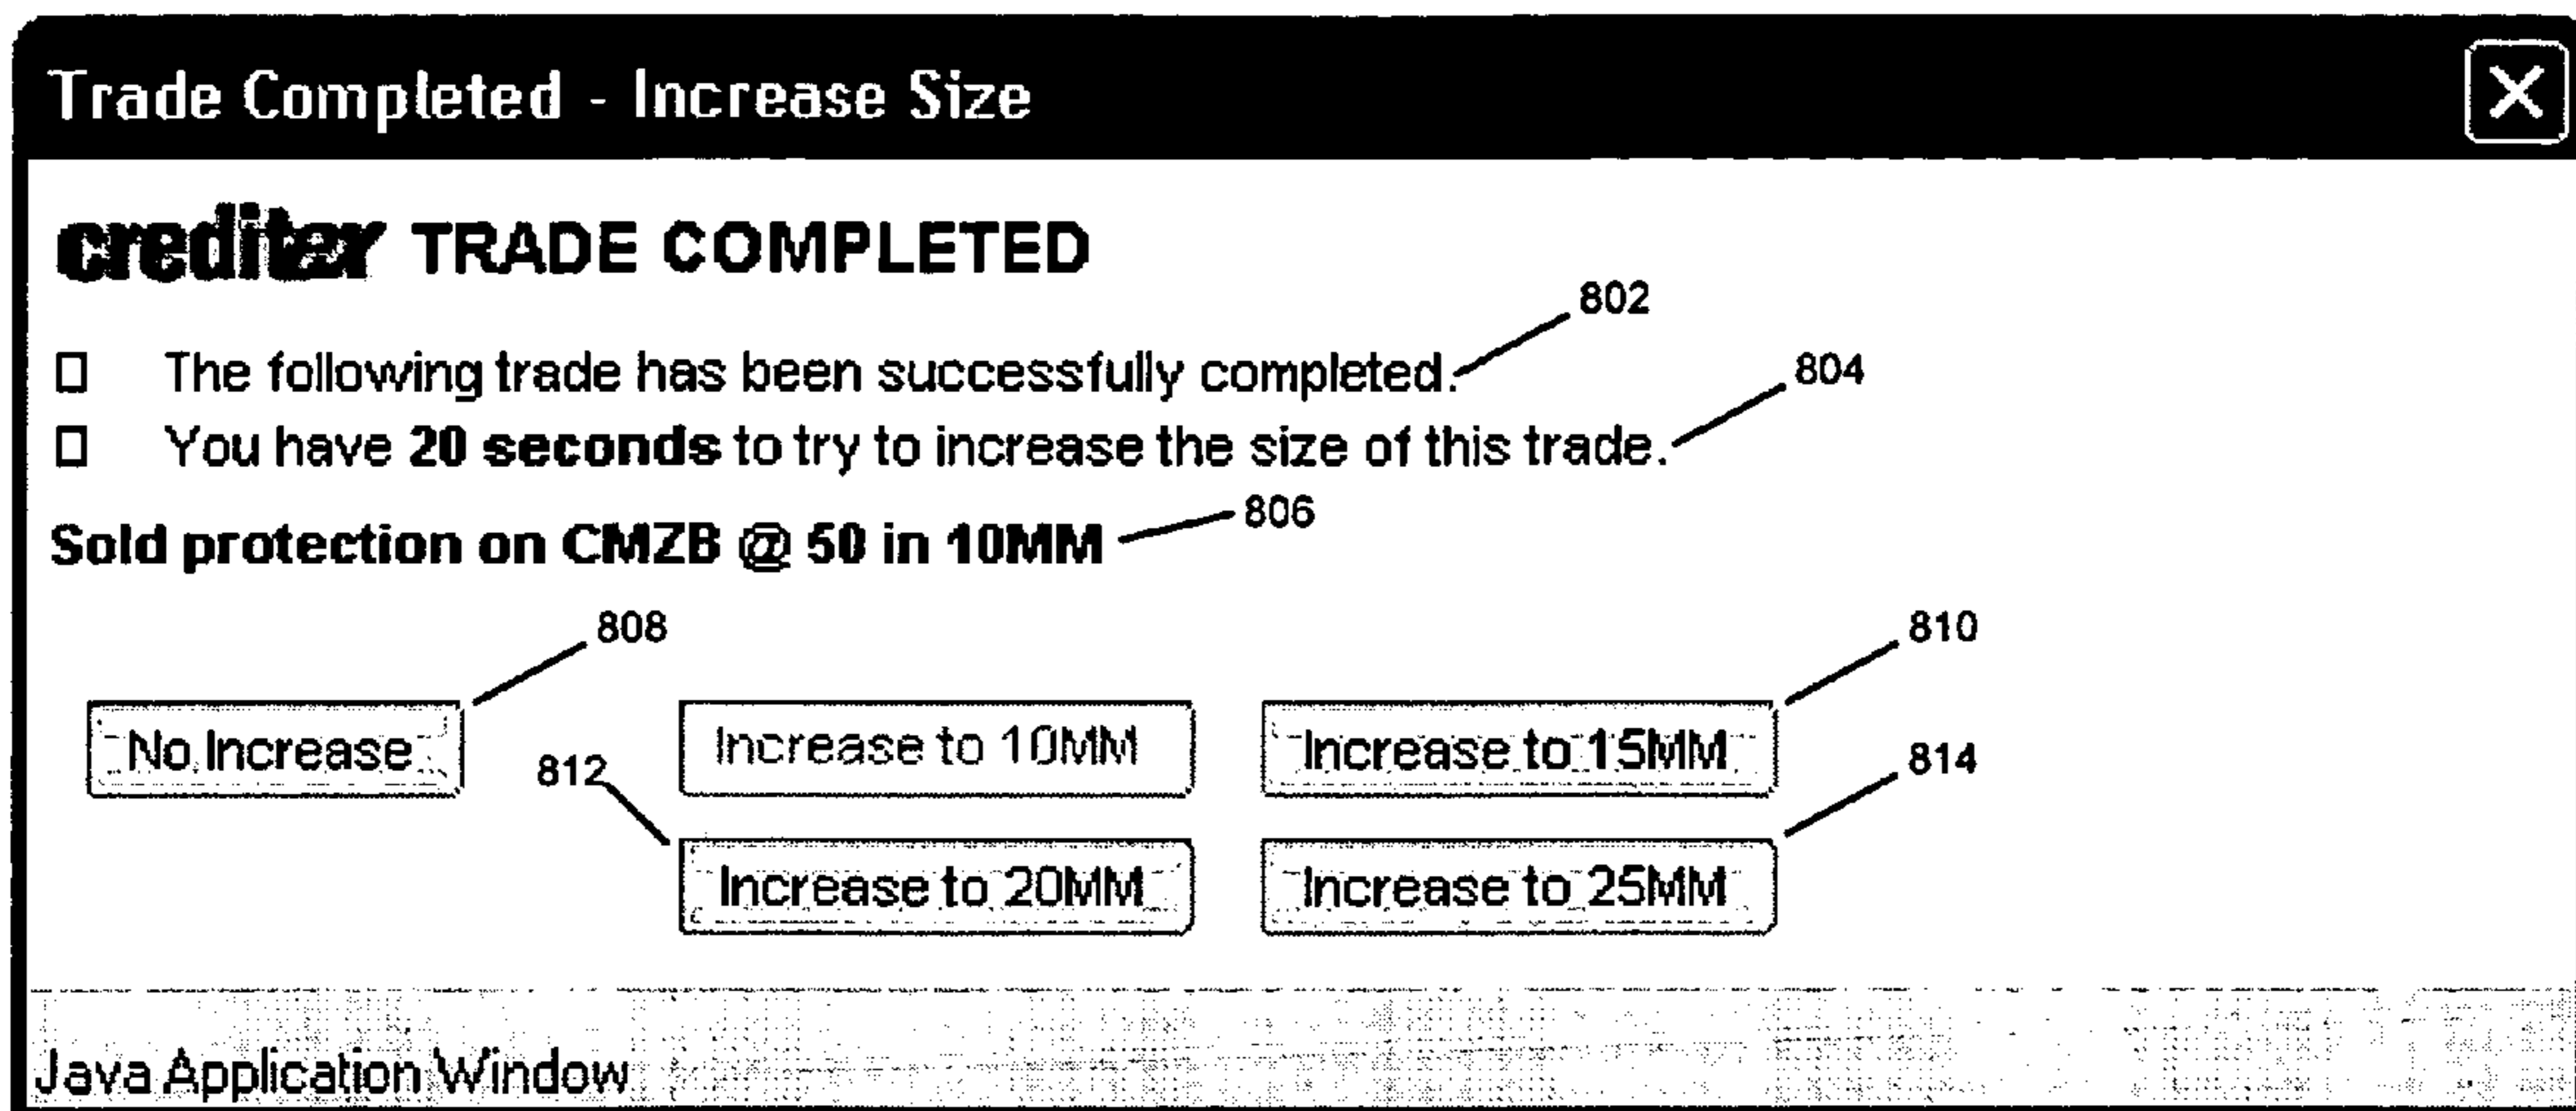 Trade Completed - Increase Size
creditex TRADE COMPLETED
802
The following trade has been successfully completed.
804
You have 20 seconds to try to increase the size of this trade.
806
Sold protection on CMZB @ 50 in 10MM
808
810
No Increase
Increase to 10MM
Increase to 15MM
812
814
Increase to 20MM
Increase to 25MM
Java Application Window